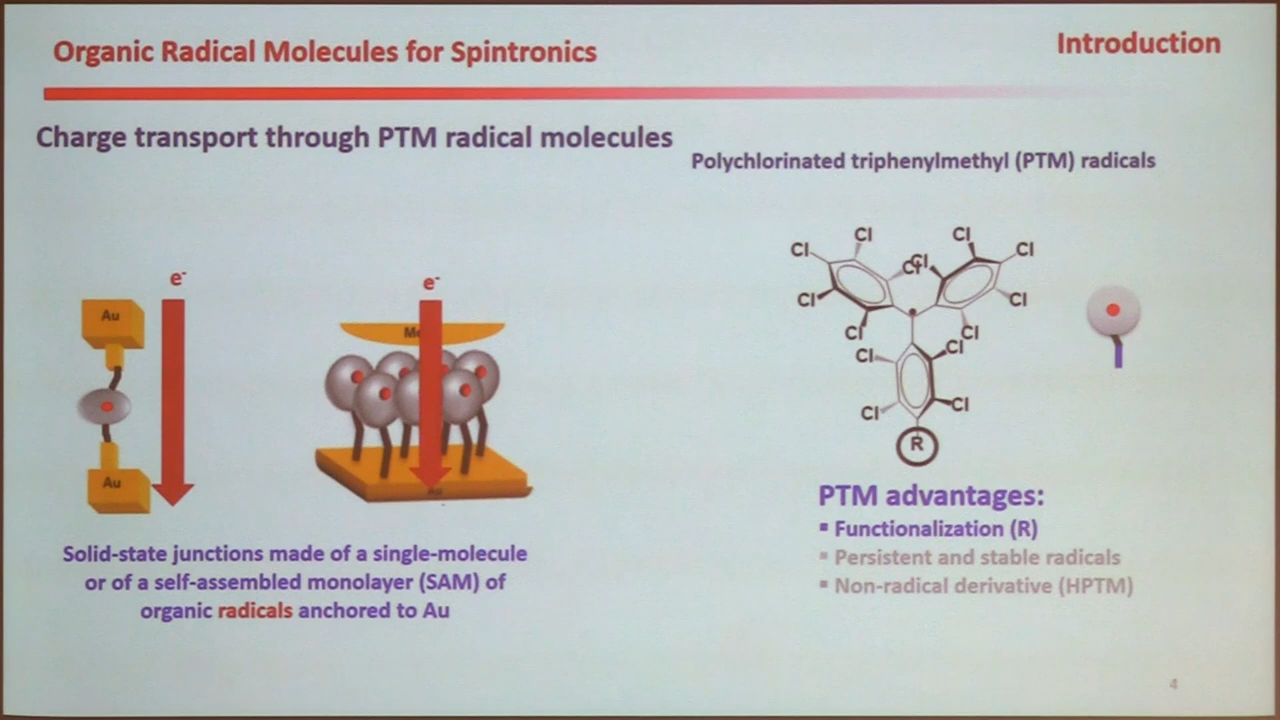 Organic Radical Molecules for Spintronics
Introduction
Charge transport through PTM radical molecules
Polychlorinated triphenylmethyl (PTM) radicals
e-
Au
Au
e-
Au
Cl
Cl
Cl
Cl
Cl
Cl
Cl
Cl
Cl
Cl
Cl
Cl
Cl
Cl
R
PTM advantages:
▪ Functionalization (R)
▪ Persistent and stable radicals
▪ Non-radical derivative (HPTM)
Solid-state junctions made of a single-molecule
or of a self-assembled monolayer (SAM) of
organic radicals anchored to Au
4